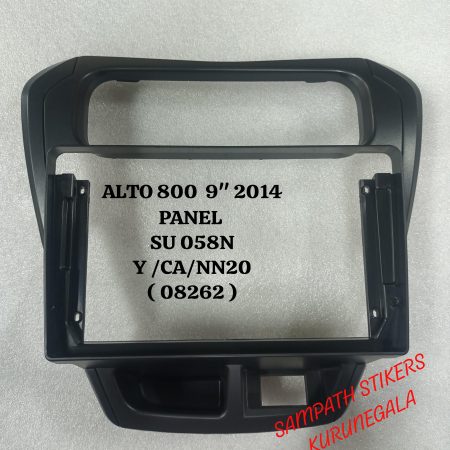 ALTO 800 9" 2014
PANEL
SU 058N
Y /CA/NN20
( 08262 )
SAMPATH STIKERS
KURUNEGALA